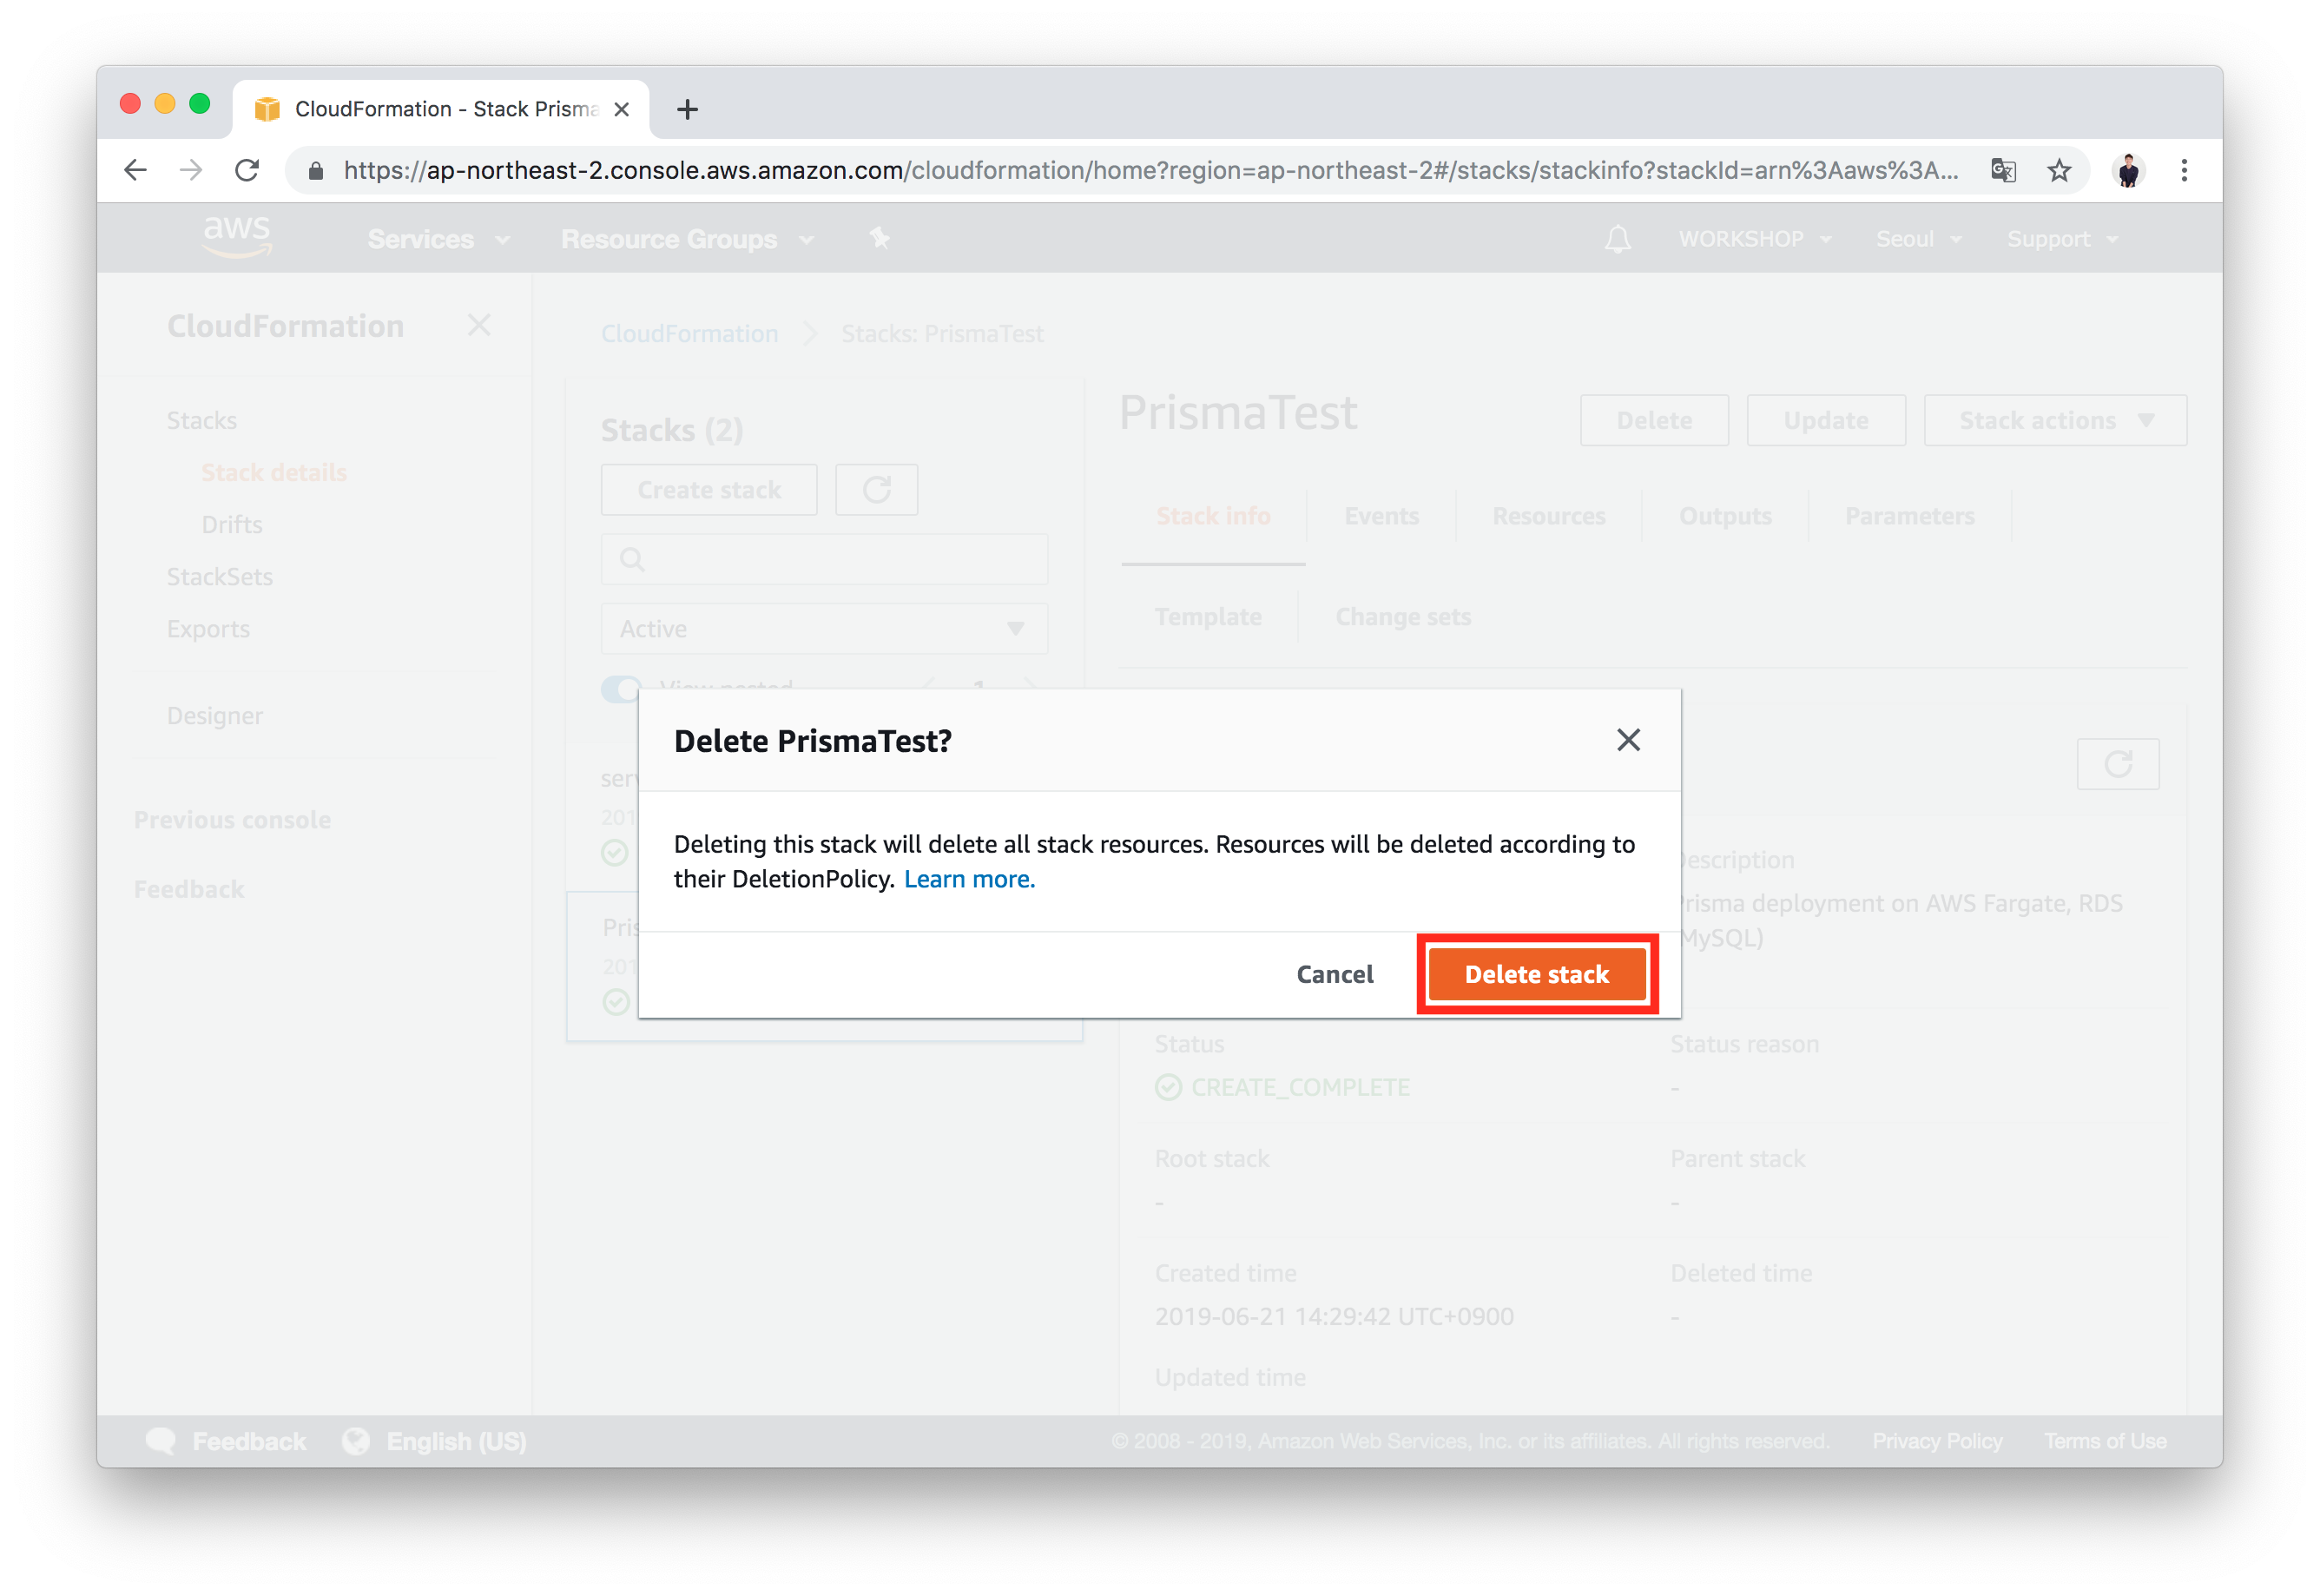 CloudFormation - Stack Prisma
https://ap-northeast-2.console.aws.amazon.com/cloudformation/home?region=ap-northeast-2#/stacks/stackinfo?stackId=arn%3Aaws%3A...
aws
Services
Resource Groups
WORKSHOP
Seoul
Support
CloudFormation
Stacks
Stack details
Drifts
StackSets
Exports
Designer
Previous console
Feedback
CloudFormation
Stacks: PrismaTest
Stacks (2)
Create stack
Active
View nested
1
PrismaTest
Delete
Update
Stack actions
Stack info
Events
Resources
Outputs
Parameters
Template
Change sets
Delete PrismaTest?
Deleting this stack will delete all stack resources. Resources will be deleted according to
their DeletionPolicy. Learn more.
Cancel
Delete stack
Description
Prisma deployment on AWS Fargate, RDS
MySQL)
Status
CREATE_COMPLETE
Status reason
-
Root stack
-
Parent stack
-
Created time
2019-06-21 14:29:42 UTC+0900
Deleted time
-
Updated time
Feedback
English (US)
© 2008 - 2019, Amazon Web Services, Inc. or its affiliates. All rights reserved.
Privacy Policy
Terms of Use